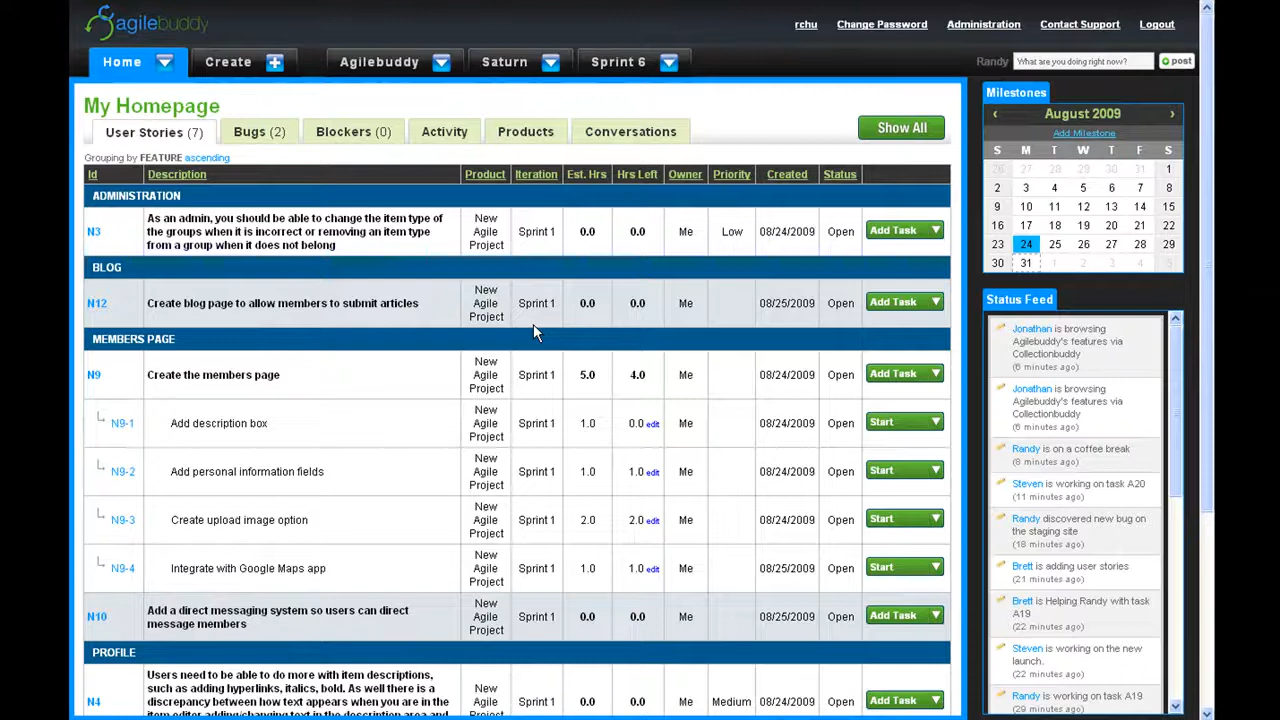 agilebuddy
rchu Change Password Administration Contact Support Logout
Home Create Agilebuddy Saturn Sprint 6
Randy What are you doing right now? post
My Homepage
User Stories (7) Bugs (2) Blockers (0) Activity Products Conversations Show All
Grouping by FEATURE ascending
Id Description Product Iteration Est. Hrs Hrs Left Owner Priority Created Status
ADMINISTRATION
N3 As an admin, you should be able to change the item type of
the groups when it is incorrect or removing an item type
from a group when it does not belong
New
Agile
Project
Sprint 1 0.0 0.0 Me Low 08/24/2009 Open Add Task
BLOG
N12 Create blog page to allow members to submit articles
New
Agile
Project
Sprint 1 0.0 0.0 Me 08/25/2009 Open Add Task
MEMBERS PAGE
N9 Create the members page
New
Agile
Project
Sprint 1 5.0 4.0 Me 08/24/2009 Open Add Task
N9-1 Add description box
New
Agile
Project
Sprint 1 1.0 0.0 edit Me 08/24/2009 Open Start
N9-2 Add personal information fields
New
Agile
Project
Sprint 1 1.0 1.0 edit Me 08/24/2009 Open Start
N9-3 Create upload image option
New
Agile
Project
Sprint 1 2.0 2.0 edit Me 08/24/2009 Open Start
N9-4 Integrate with Google Maps app
New
Agile
Project
Sprint 1 1.0 1.0 edit Me 08/24/2009 Open Start
N10 Add a direct messaging system so users can direct
message members
New
Agile
Project
Sprint 1 0.0 0.0 Me 08/25/2009 Open Add Task
PROFILE
N4 Users need to be able to do more with item descriptions,
such as adding hyperlinks, italics, bold. As well there is a
discrepancy between how text appears when you are in the
item editor adding/changing text in the description area and
New
Agile
Project
Sprint 1 0.0 0.0 Me Medium 08/24/2009 Open Add Task
Milestones
‹ August 2009 ›
Add Milestone
S M T W T F S
26 27 28 29 30 31 1
2 3 4 5 6 7 8
9 10 11 12 13 14 15
16 17 18 19 20 21 22
23 24 25 26 27 28 29
30 31 1 2 3 4 5
Status Feed
Jonathan is browsing
Agilebuddy's features via
Collectionbuddy
(6 minutes ago)
Jonathan is browsing
Agilebuddy's features via
Collectionbuddy
(6 minutes ago)
Randy is on a coffee break
(8 minutes ago)
Steven is working on task A20
(11 minutes ago)
Randy discovered new bug on
the staging site
(18 minutes ago)
Brett is adding user stories
(21 minutes ago)
Brett is Helping Randy with task
A19
(22 minutes ago)
Steven is working on the new
launch.
(22 minutes ago)
Randy is working on task A19
(29 minutes ago)